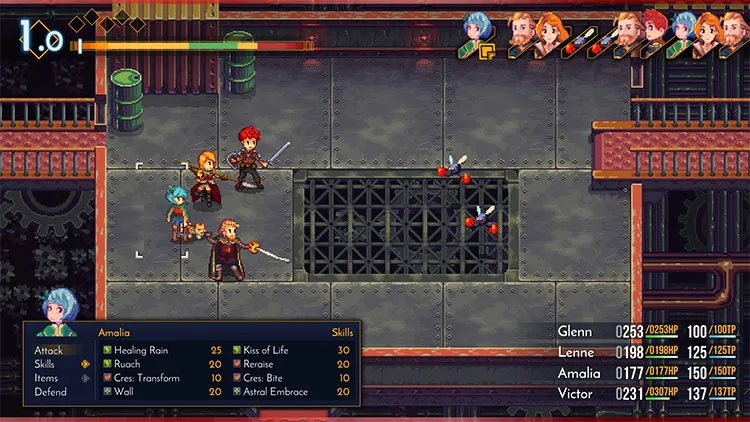 1.0
Amalia Skills
Attack
Skills
Items
Defend
Healing Rain 25 Kiss of Life 30
Ruach 20 Reraise 20
Cres: Transform 10 Cres: Bite 10
Wall 20 Astral Embrace 20
Glenn 0253/0253HP 100/100TP
Lenne 0198/0198HP 125/125TP
Amalia 0177/0177HP 150/150TP
Victor 0231/0307HP 137/137TP